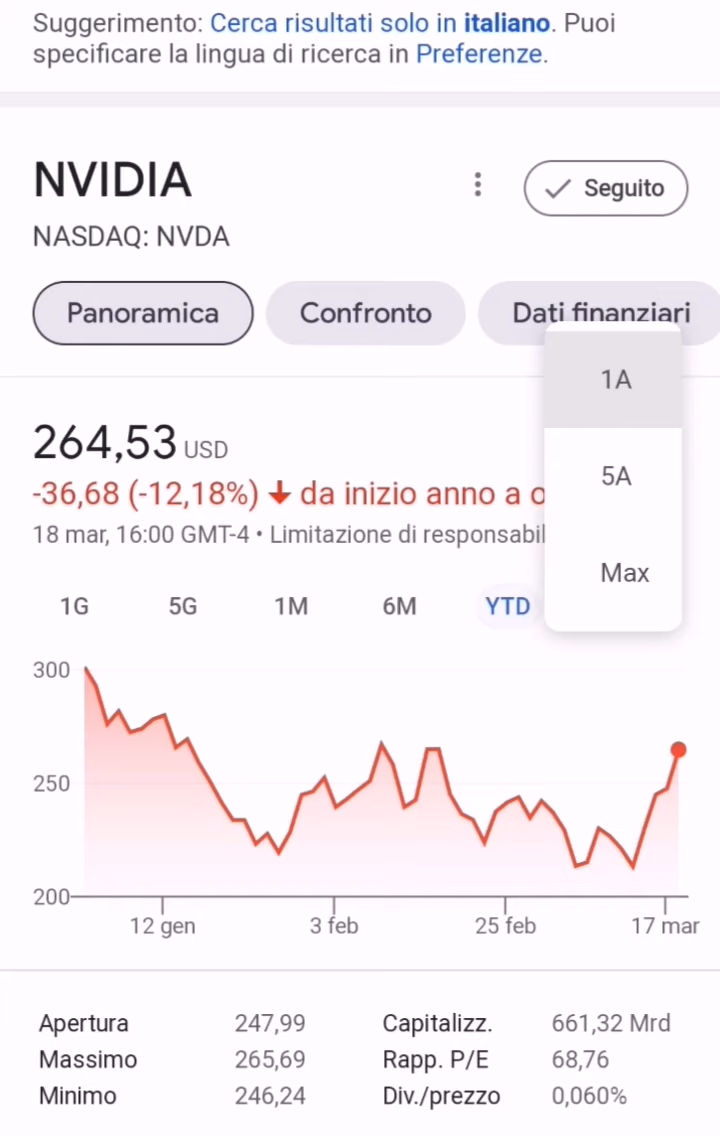 Suggerimento: Cerca risultati solo in italiano. Puoi
specificare la lingua di ricerca in Preferenze.
NVIDIA
Seguito
NASDAQ: NVDA
Panoramica
Confronto
Dati finanziari
1A
5A
Max
264,53 USD
-36,68 (-12,18%) da inizio anno a o
18 mar, 16:00 GMT-4 • Limitazione di responsabil
1G 5G 1M 6M YTD
300
250
200
12 gen 3 feb 25 feb 17 mar
Apertura 247,99 Capitalizz. 661,32 Mrd
Massimo 265,69 Rapp. P/E 68,76
Minimo 246,24 Div./prezzo 0,060%